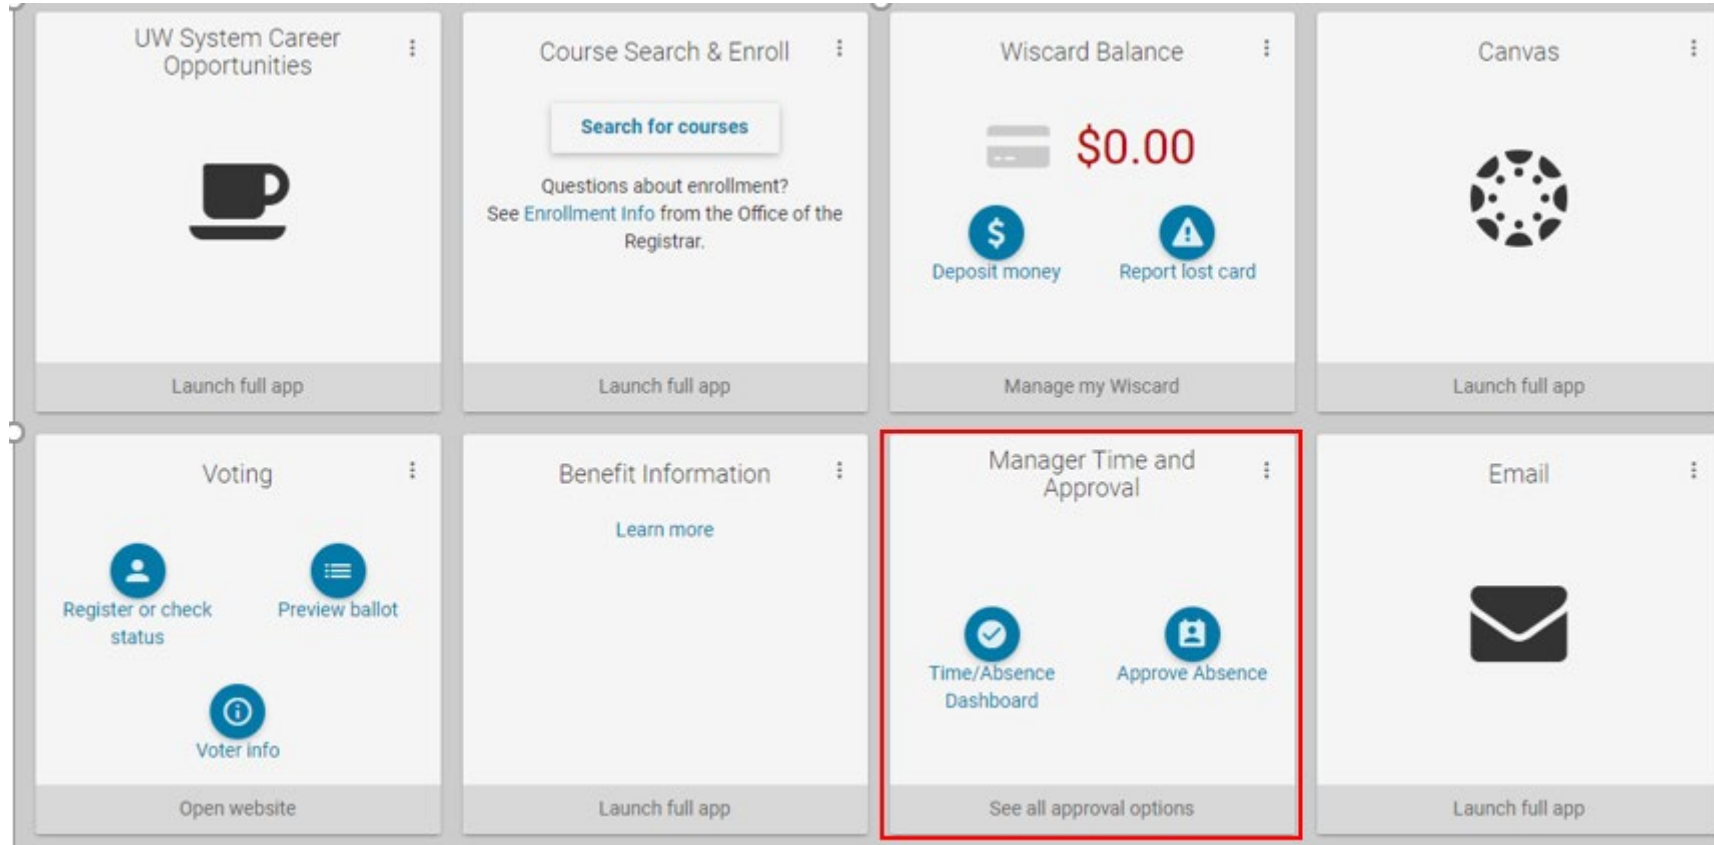 UW System Career
Opportunities
Launch full app
Course Search & Enroll
Search for courses
Questions about enrollment?
See Enrollment Info from the Office of the
Registrar.
Launch full app
Wiscard Balance
$0.00
Deposit money
Report lost card
Manage my Wiscard
Canvas
Launch full app
Voting
Register or check
status
Preview ballot
Voter info
Open website
Benefit Information
Learn more
Launch full app
Manager Time and
Approval
Time/Absence
Dashboard
Approve Absence
See all approval options
Email
Launch full app